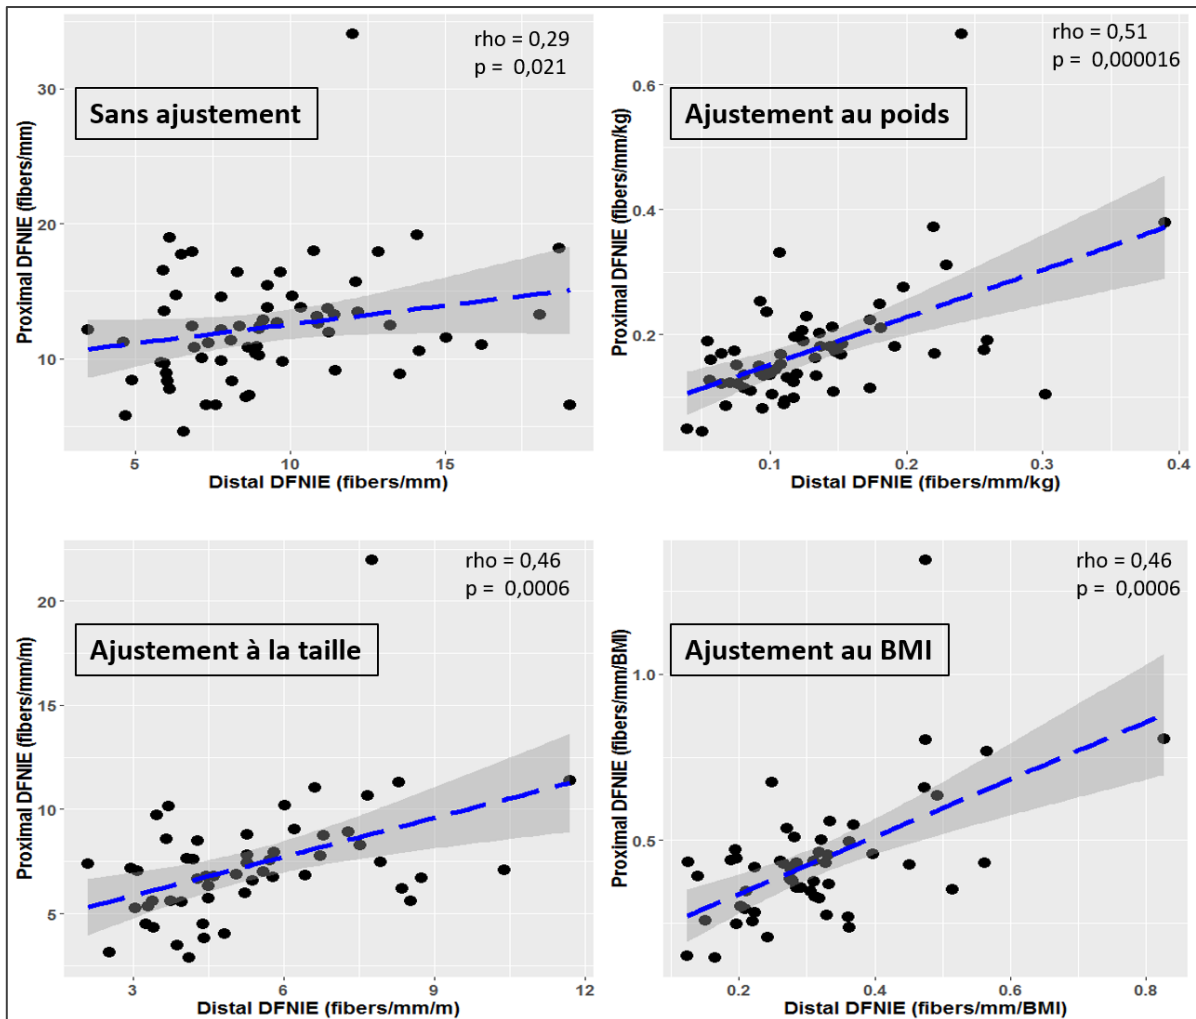 rho = 0,29
p = 0,021
Sans ajustement
Proximal DFNIE (fibers/mm)
30
20
10
5
10
15
Distal DFNIE (fibers/mm)
rho = 0,51
p = 0,000016
Ajustement au poids
Proximal DFNIE (fibers/mm/kg)
0.6
0.4
0.2
0.1
0.2
0.3
0.4
Distal DFNIE (fibers/mm/kg)
rho = 0,46
p = 0,0006
Ajustement à la taille
Proximal DFNIE (fibers/mm/m)
20
15
10
5
3
6
9
12
Distal DFNIE (fibers/mm/m)
rho = 0,46
p = 0,0006
Ajustement au BMI
Proximal DFNIE (fibers/mm/BMI)
1.0
0.5
0.2
0.4
0.6
0.8
Distal DFNIE (fibers/mm/BMI)